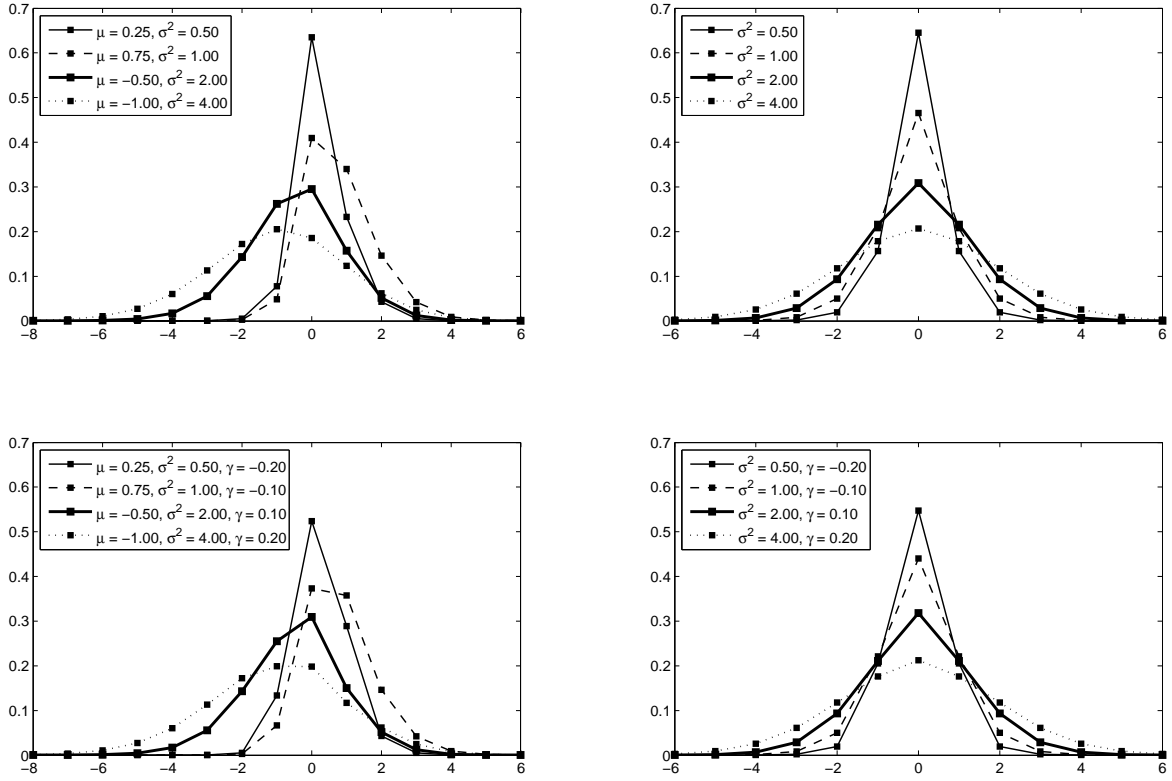 0.7
0.6
0.5
0.4
0.3
0.2
0.1
0
−8 −6 −4 −2 0 2 4 6
μ = 0.25, σ² = 0.50
μ = 0.75, σ² = 1.00
μ = −0.50, σ² = 2.00
μ = −1.00, σ² = 4.00
0.7
0.6
0.5
0.4
0.3
0.2
0.1
0
−6 −4 −2 0 2 4 6
σ² = 0.50
σ² = 1.00
σ² = 2.00
σ² = 4.00
0.7
0.6
0.5
0.4
0.3
0.2
0.1
0
−8 −6 −4 −2 0 2 4 6
μ = 0.25, σ² = 0.50, γ = −0.20
μ = 0.75, σ² = 1.00, γ = −0.10
μ = −0.50, σ² = 2.00, γ = 0.10
μ = −1.00, σ² = 4.00, γ = 0.20
0.7
0.6
0.5
0.4
0.3
0.2
0.1
0
−6 −4 −2 0 2 4 6
σ² = 0.50, γ = −0.20
σ² = 1.00, γ = −0.10
σ² = 2.00, γ = 0.10
σ² = 4.00, γ = 0.20